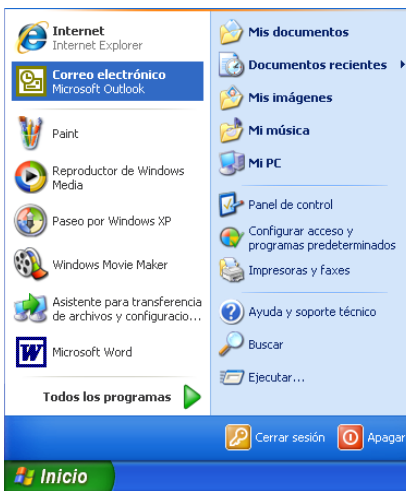 Internet
Internet Explorer
Correo electrónico
Microsoft Outlook
Paint
Reproductor de Windows
Media
Paseo por Windows XP
Windows Movie Maker
Asistente para transferencia
de archivos y configuracio...
Microsoft Word
Todos los programas
Mis documentos
Documentos recientes
Mis imágenes
Mi música
Mi PC
Panel de control
Configurar acceso y
programas predeterminados
Impresoras y faxes
Ayuda y soporte técnico
Buscar
Ejecutar...
Cerrar sesión
Apagar
Inicio